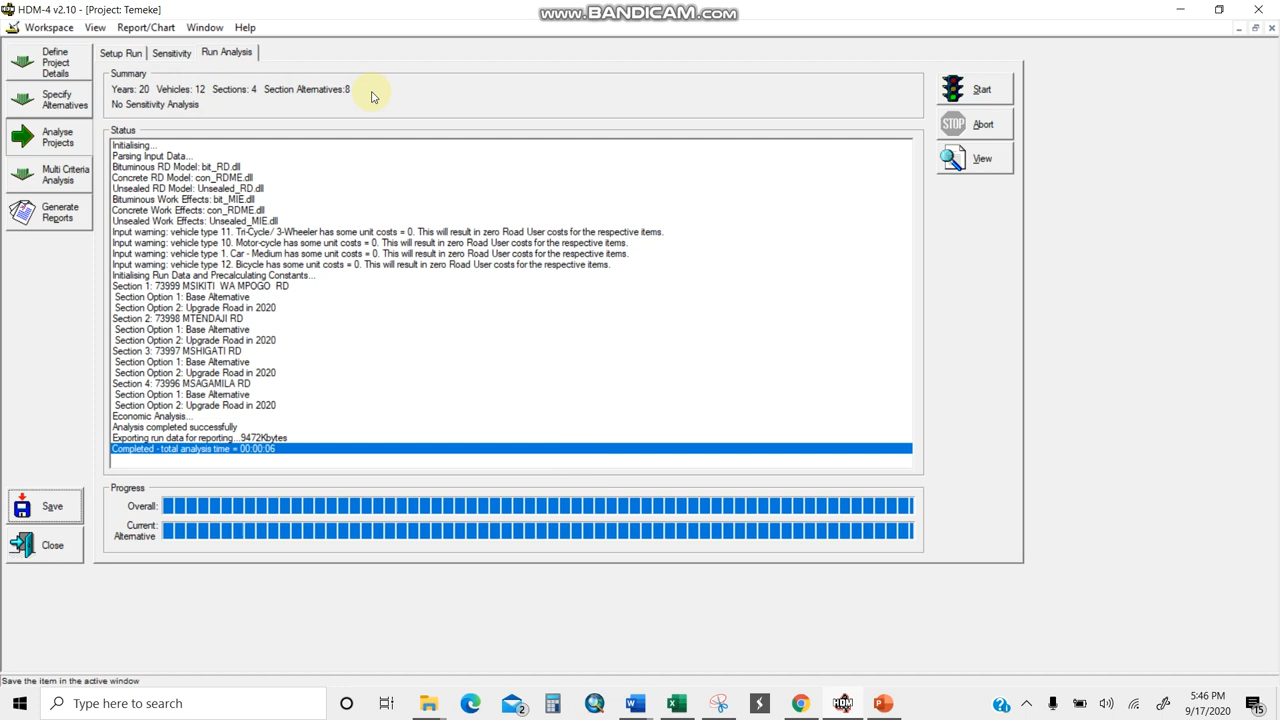 HDM-4 v2.10 - [Project: Temeke]
WWW.BANDICAM.COM
Workspace View Report/Chart Window Help
Define Project Details
Specify Alternatives
Analyse Projects
Multi Criteria Analysis
Generate Reports
Save
Close
Setup Run Sensitivity Run Analysis
Summary
Years: 20 Vehicles: 12 Sections: 4 Section Alternatives:8
No Sensitivity Analysis
Status
Initialising...
Parsing Input Data...
Bituminous RD Model: bit_RD.dll
Concrete RD Model: con_RDME.dll
Unsealed RD Model: Unsealed_RD.dll
Bituminous Work Effects: bit_MIE.dll
Concrete Work Effects: con_RDME.dll
Unsealed Work Effects: Unsealed_MIE.dll
Input warning: vehicle type 11. Tri-Cycle/ 3-Wheeler has some unit costs = 0. This will result in zero Road User costs for the respective items.
Input warning: vehicle type 10. Motor-cycle has some unit costs = 0. This will result in zero Road User costs for the respective items.
Input warning: vehicle type 1. Car - Medium has some unit costs = 0. This will result in zero Road User costs for the respective items.
Input warning: vehicle type 12. Bicycle has some unit costs = 0. This will result in zero Road User costs for the respective items.
Initialising Run Data and Precalculating Constants...
Section 1: 73999 MSIKITI WA MPOGO RD
Section Option 1: Base Alternative
Section Option 2: Upgrade Road in 2020
Section 2: 73998 MTENDAJI RD
Section Option 1: Base Alternative
Section Option 2: Upgrade Road in 2020
Section 3: 73997 MSHIGATI RD
Section Option 1: Base Alternative
Section Option 2: Upgrade Road in 2020
Section 4: 73996 MSAGAMILA RD
Section Option 1: Base Alternative
Section Option 2: Upgrade Road in 2020
Economic Analysis...
Analysis completed successfully
Exporting run data for reporting...9472Kbytes
Completed - total analysis time = 00:00:06
Progress
Overall:
Current Alternative
Start
STOP Abort
View
Save the item in the active window
Type here to search
2
HDM
5:46 PM
9/17/2020
15